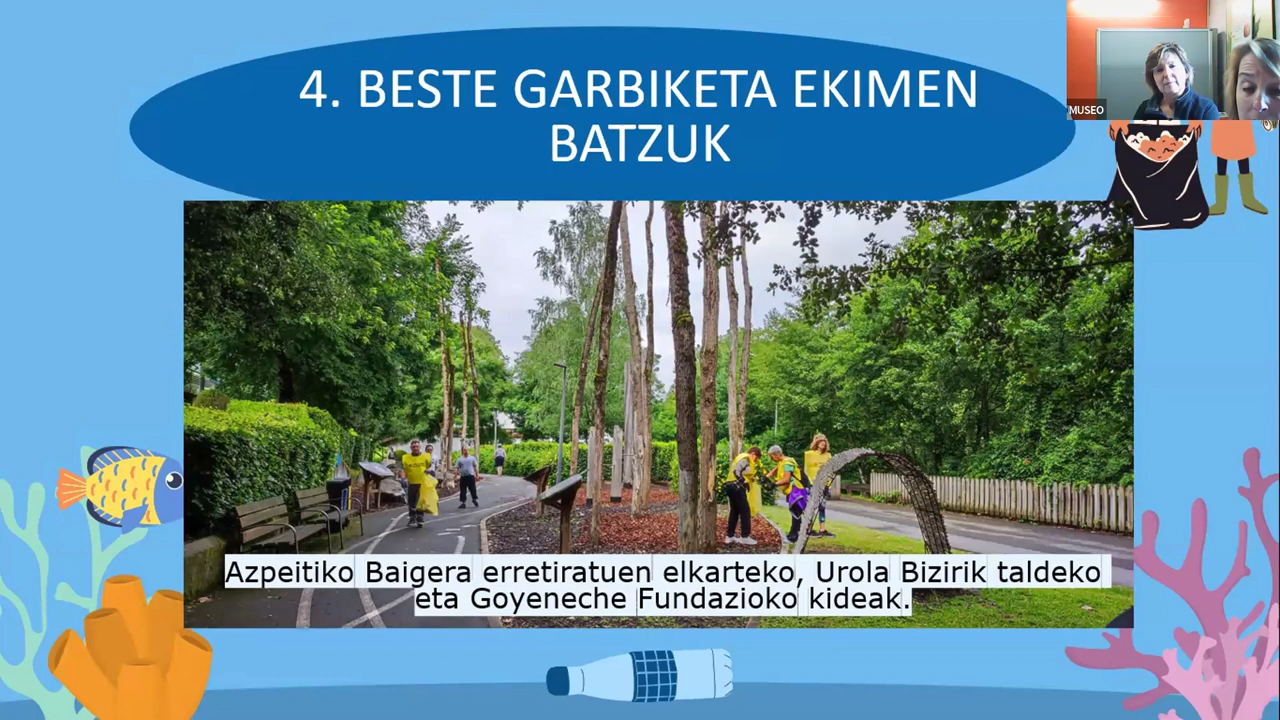 4. BESTE GARBIKETA EKIMEN
BATZUK
MUSEO
Azpeitiko Baigera erretiratuen elkarteko, Urola Bizirik taldeko
eta Goyeneche Fundazioko kideak.